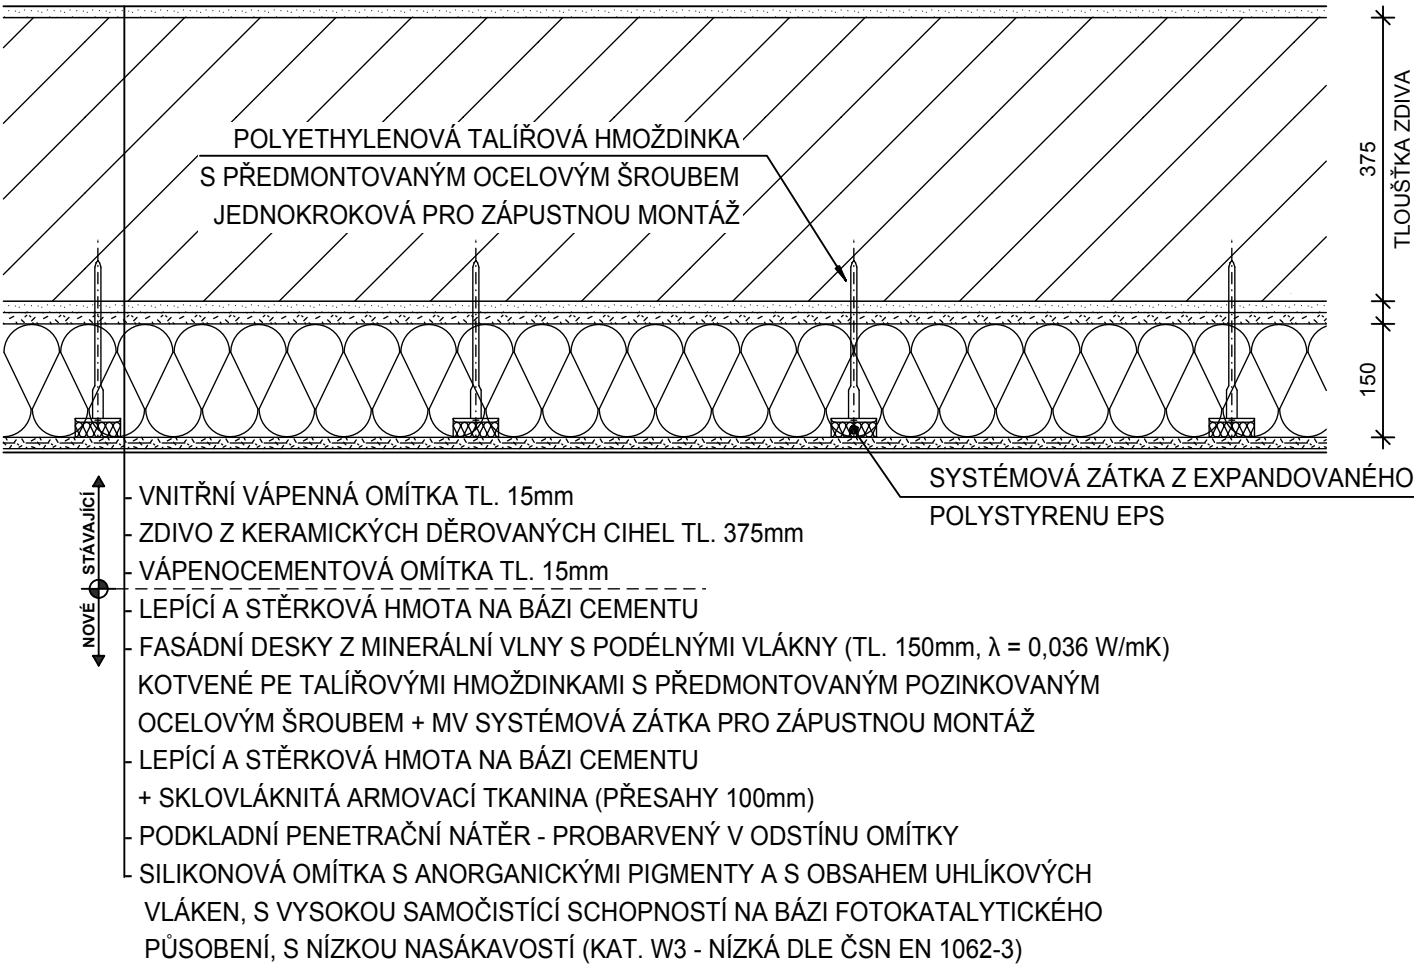 POLYETHYLENOVÁ TALÍŘOVÁ HMOŽDINKA
S PŘEDMONTOVANÝM OCELOVÝM ŠROUBEM
JEDNOKROKOVÁ PRO ZÁPUSTNOU MONTÁŽ
375
TLOUŠŤKA ZDIVA
150
SYSTÉMOVÁ ZÁTKA Z EXPANDOVANÉHO
POLYSTYRENU EPS
STÁVAJÍCÍ
NOVÉ
- VNITŘNÍ VÁPENNÁ OMÍTKA TL. 15mm
- ZDIVO Z KERAMICKÝCH DĚROVANÝCH CIHEL TL. 375mm
- VÁPENOCEMENTOVÁ OMÍTKA TL. 15mm
- LEPÍCÍ A STĚRKOVÁ HMOTA NA BÁZI CEMENTU
- FASÁDNÍ DESKY Z MINERÁLNÍ VLNY S PODÉLNÝMI VLÁKNY (TL. 150mm, λ = 0,036 W/mK)
KOTVENÉ PE TALÍŘOVÝMI HMOŽDINKAMI S PŘEDMONTOVANÝM POZINKOVANÝM
OCELOVÝM ŠROUBEM + MV SYSTÉMOVÁ ZÁTKA PRO ZÁPUSTNOU MONTÁŽ
- LEPÍCÍ A STĚRKOVÁ HMOTA NA BÁZI CEMENTU
+ SKLOVLÁKNITÁ ARMOVACÍ TKANINA (PŘESAHY 100mm)
- PODKLADNÍ PENETRAČNÍ NÁTĚR - PROBARVENÝ V ODSTÍNU OMÍTKY
- SILIKONOVÁ OMÍTKA S ANORGANICKÝMI PIGMENTY A S OBSAHEM UHLÍKOVÝCH
VLÁKEN, S VYSOKOU SAMOČISTÍCÍ SCHOPNOSTÍ NA BÁZI FOTOKATALYTICKÉHO
PŮSOBENÍ, S NÍZKOU NASÁKAVOSTÍ (KAT. W3 - NÍZKÁ DLE ČSN EN 1062-3)